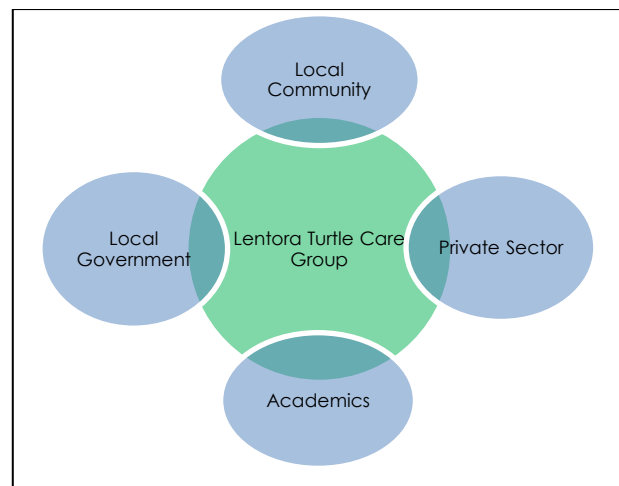 Local
Community
Local
Government
Lentora Turtle Care
Group
Private Sector
Academics